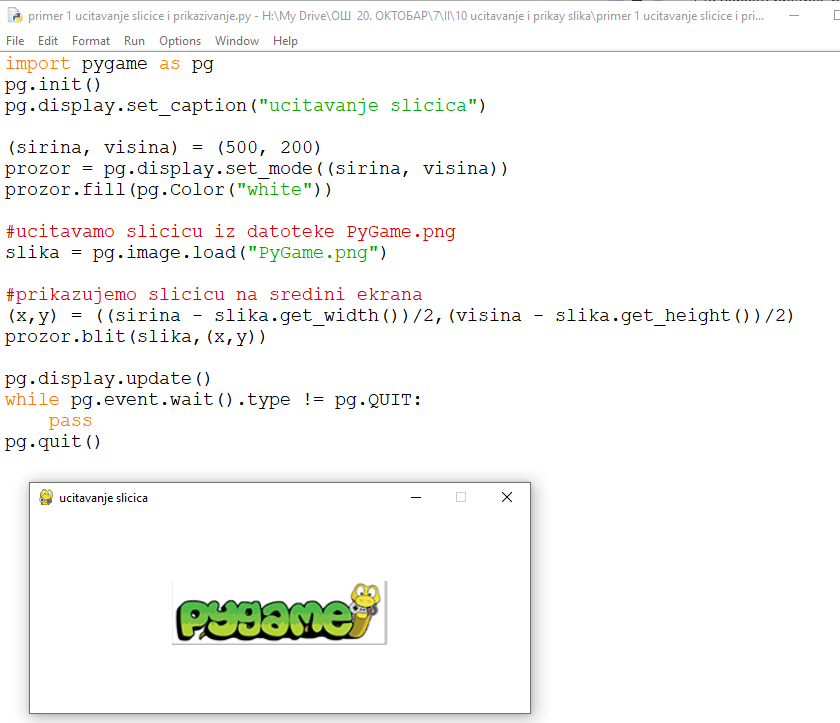 primer 1 ucitavanje slicice i prikazivanje.py - H:\My Drive\ОШ 20. ОКТОБАР\7\II\10 ucitavanje i prikay slika\primer 1 ucitavanje slicice i pri...
File Edit Format Run Options Window Help
import pygame as pg
pg.init()
pg.display.set_caption("ucitavanje slicica")
(sirina, visina) = (500, 200)
prozor = pg.display.set_mode((sirina, visina))
prozor.fill(pg.Color("white"))
#ucitavamo slicicu iz datoteke PyGame.png
slika = pg.image.load("PyGame.png")
#prikazujemo slicicu na sredini ekrana
(x,y) = ((sirina - slika.get_width())/2,(visina - slika.get_height())/2)
prozor.blit(slika,(x,y))
pg.display.update()
while pg.event.wait().type != pg.QUIT:
    pass
pg.quit()
ucitavanje slicica
pygame